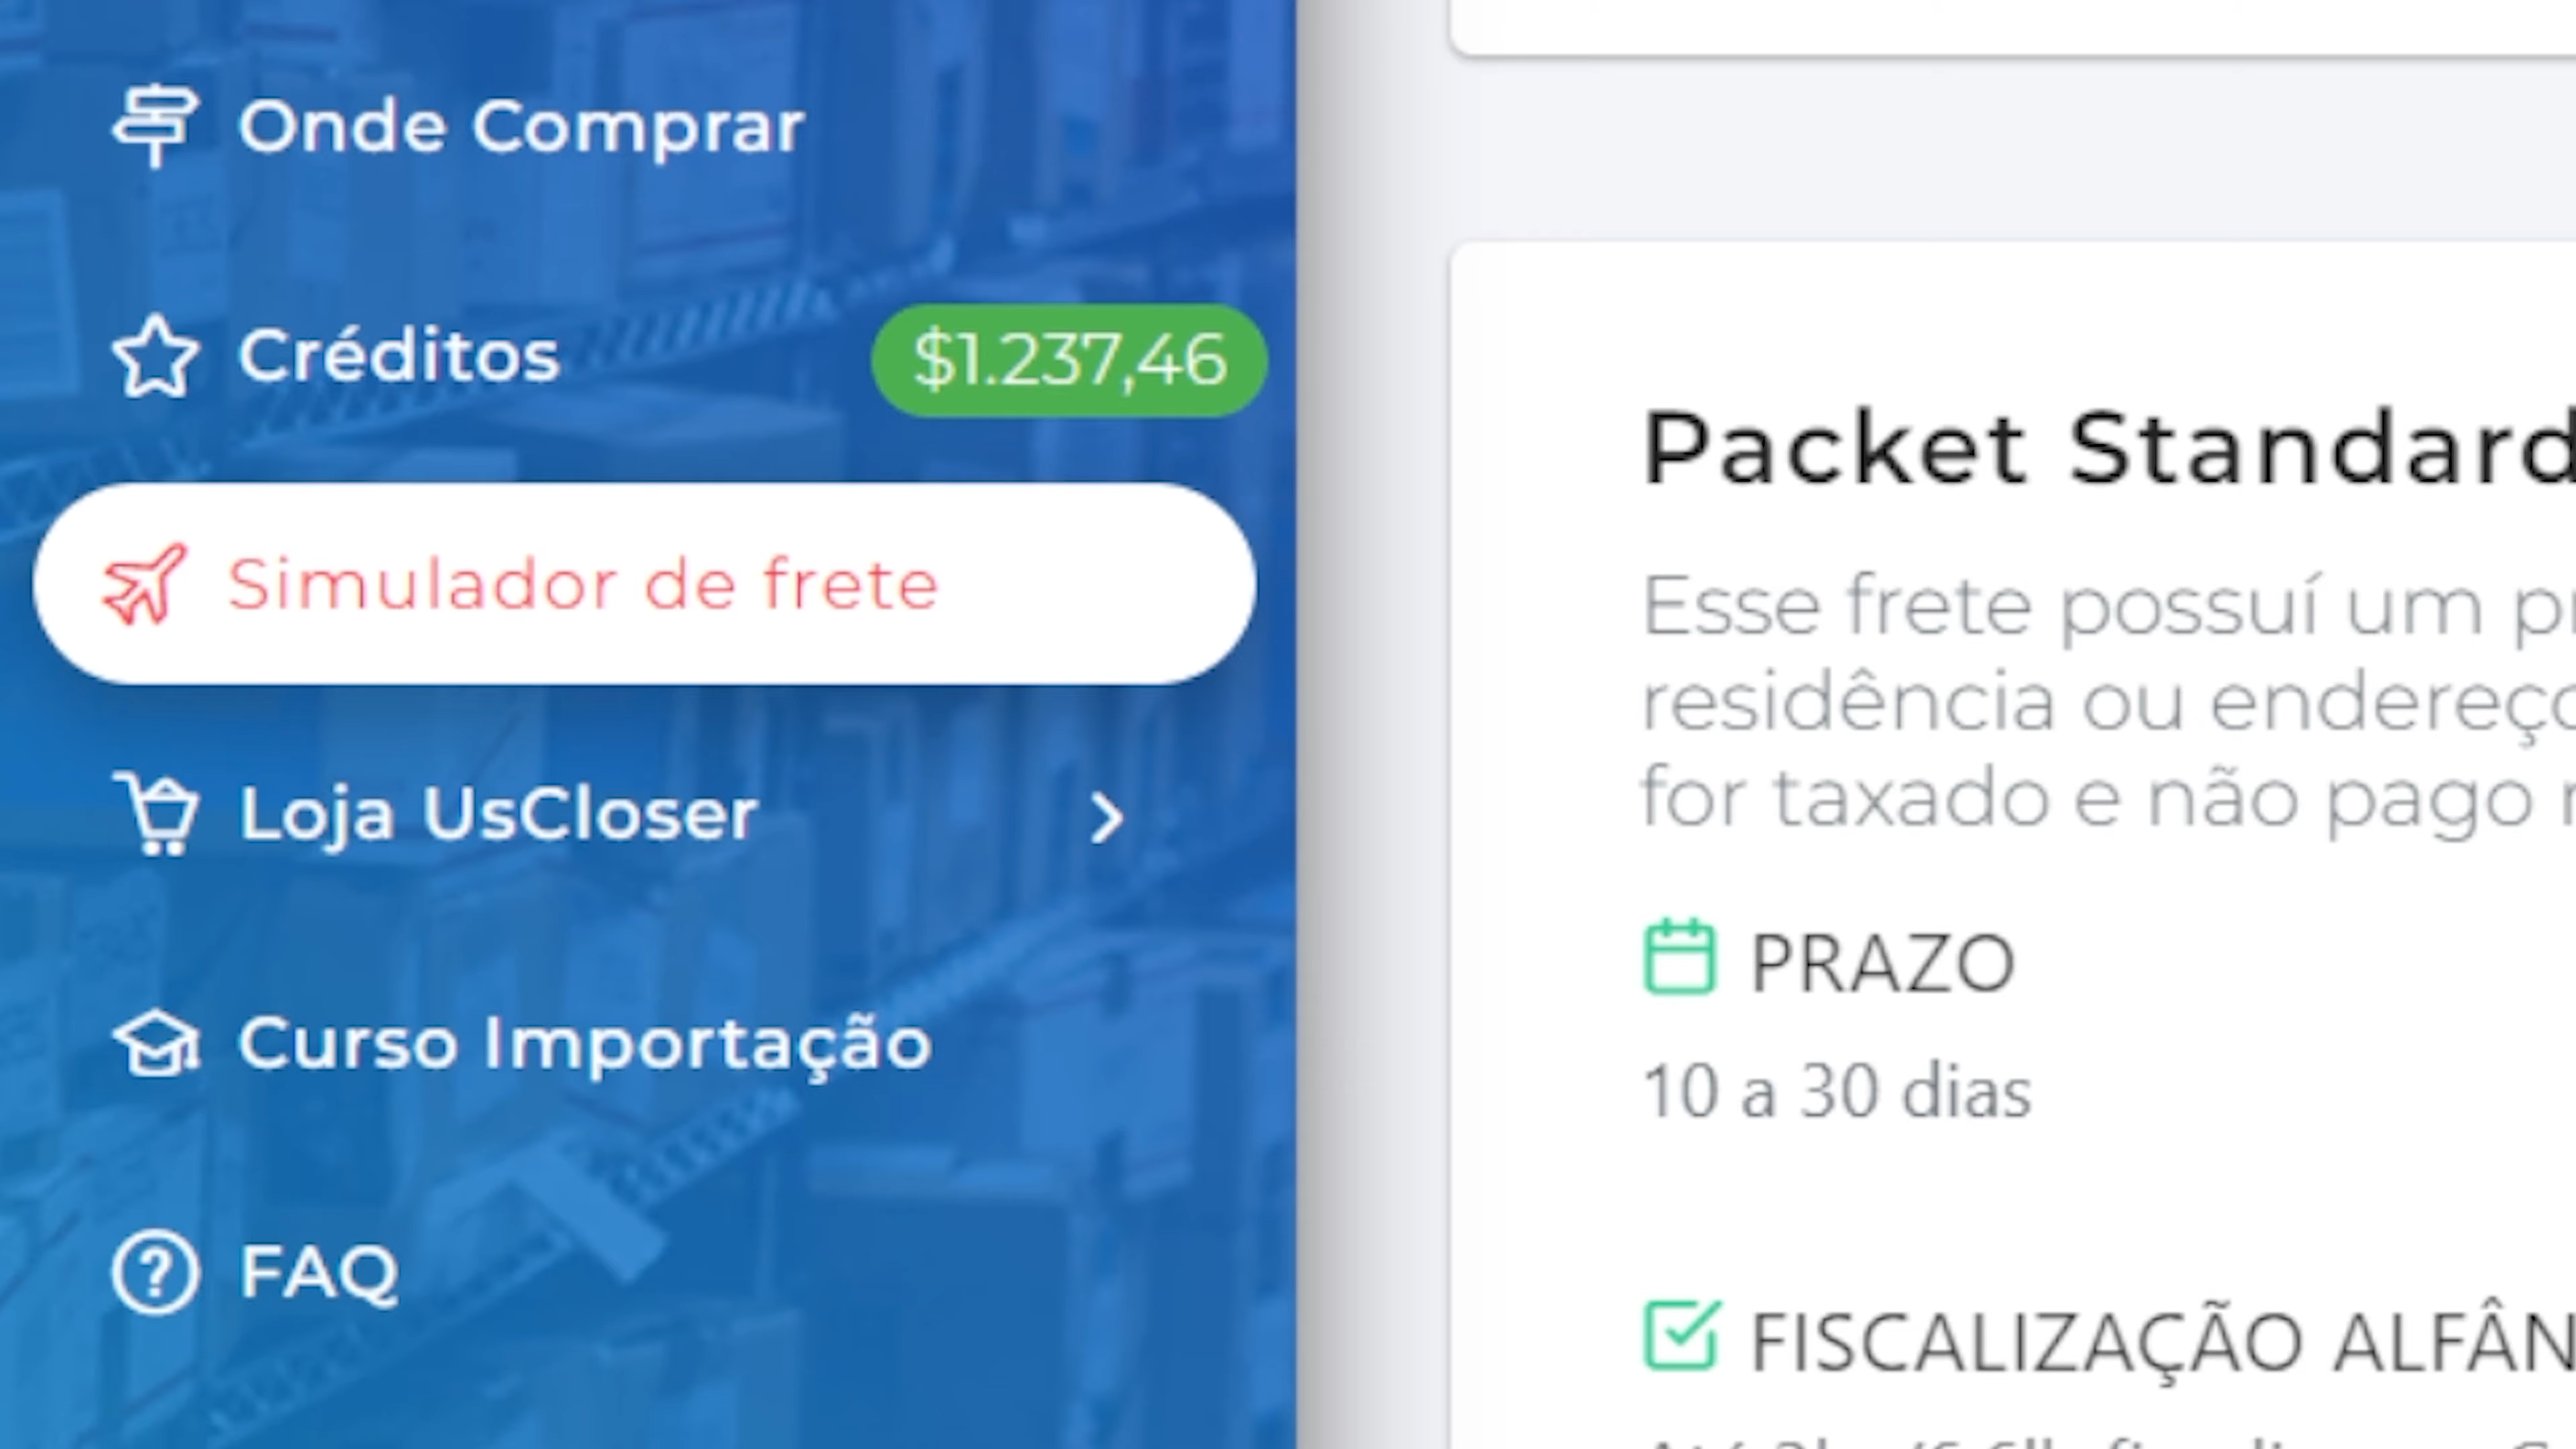 Onde Comprar
Créditos
$1.237,46
Simulador de frete
Loja UsCloser
Curso Importação
FAQ
Packet Standard
Esse frete possuí um
residência ou
for taxado e não pago
PRAZO
10 a 30 dias
FISCALIZAÇÃO